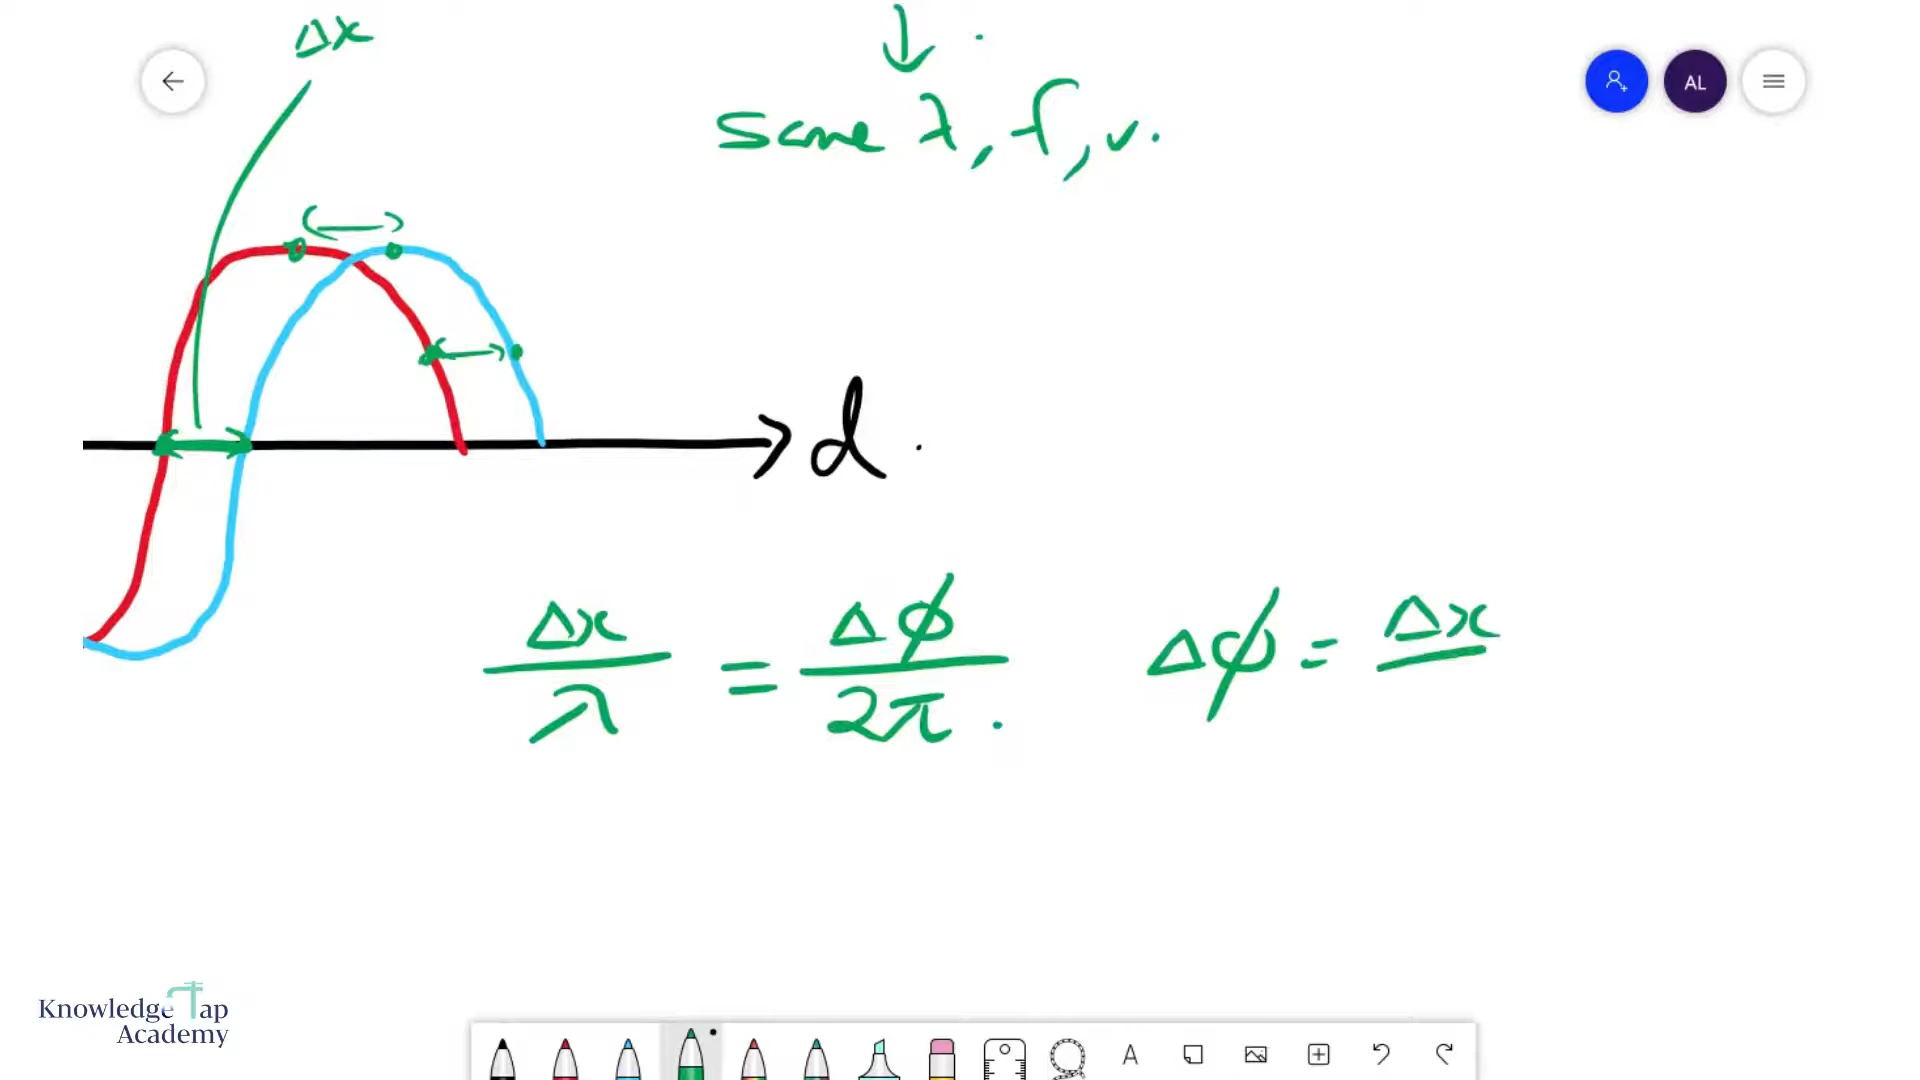 Δx
AL
same λ, f, v.
d.
Δx/λ = Δϕ/2π. Δϕ = Δx
Knowledge Tap
Academy
A